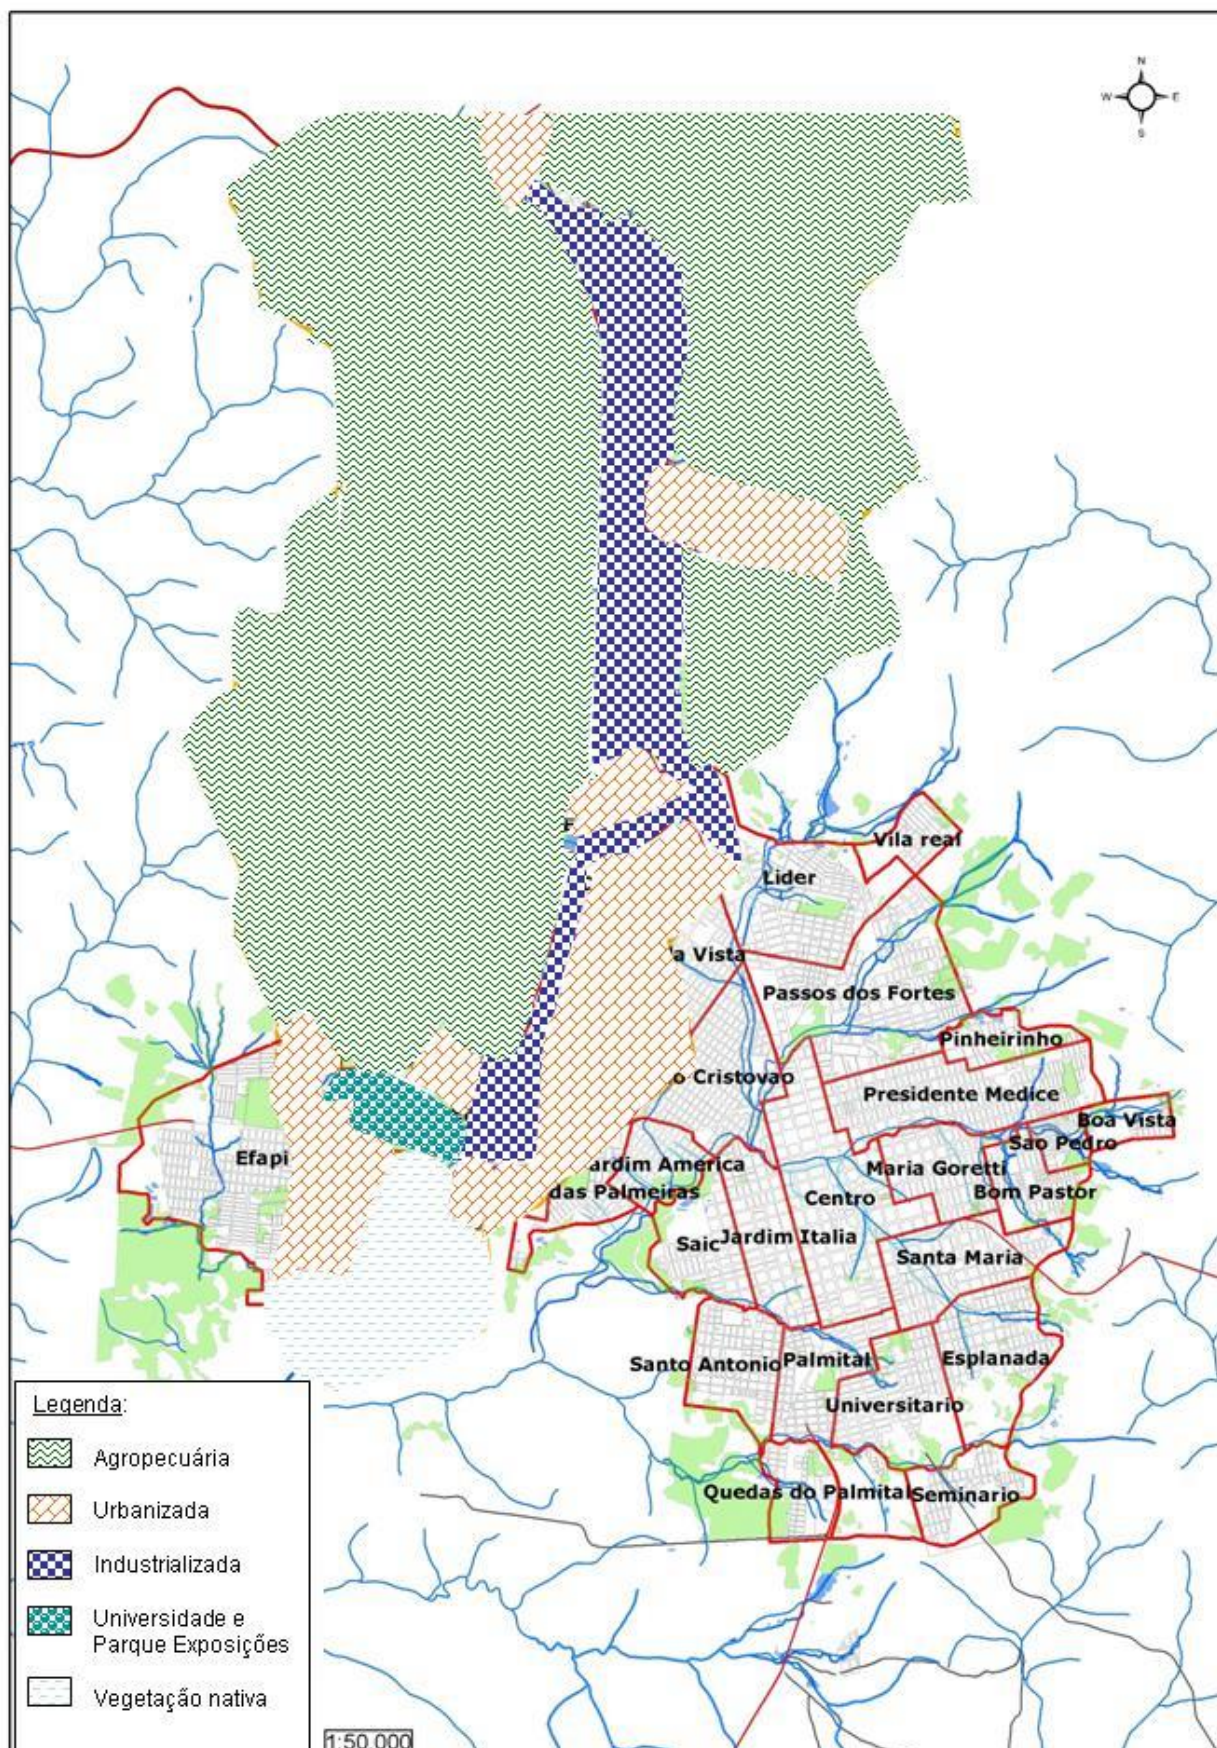 N
W E
S
Vila real
Lider
a Vista
Passos dos Fortes
Pinheirinho
o Cristovao
Presidente Medice
Boa Vista
Sao Pedro
Efapi
ardim America
Maria Goretti
das Palmeiras
Centro
Bom Pastor
Saic
Jardim Italia
Santa Maria
Santo Antonio
Palmital
Esplanada
Universitario
Quedas do Palmital
Seminario
Legenda:
Agropecuária
Urbanizada
Industrializada
Universidade e
Parque Exposições
Vegetação nativa
1:50.000